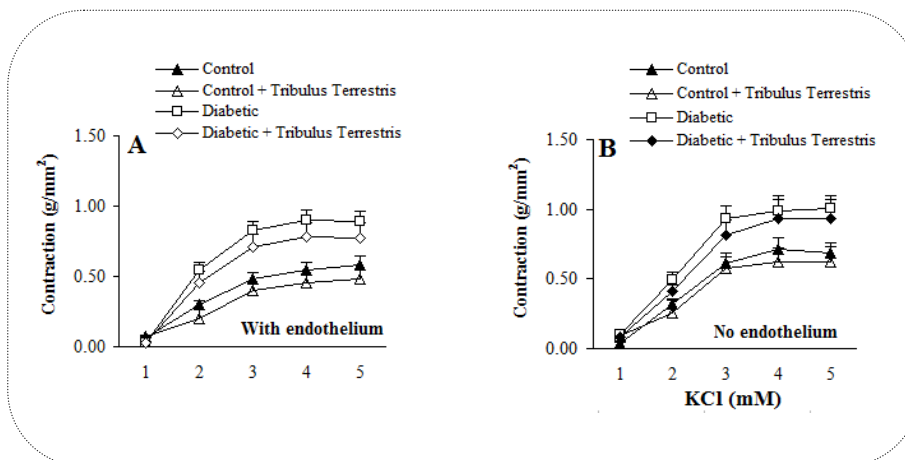 Control
Control + Tribulus Terrestris
Diabetic
Diabetic + Tribulus Terrestris
A
1.50
1.00
0.50
0.00
Contraction (g/mm²)
With endothelium
1 2 3 4 5
Control
Control + Tribulus Terrestris
Diabetic
Diabetic + Tribulus Terrestris
B
1.50
1.00
0.50
0.00
Contraction (g/mm²)
No endothelium
1 2 3 4 5
KCl (mM)